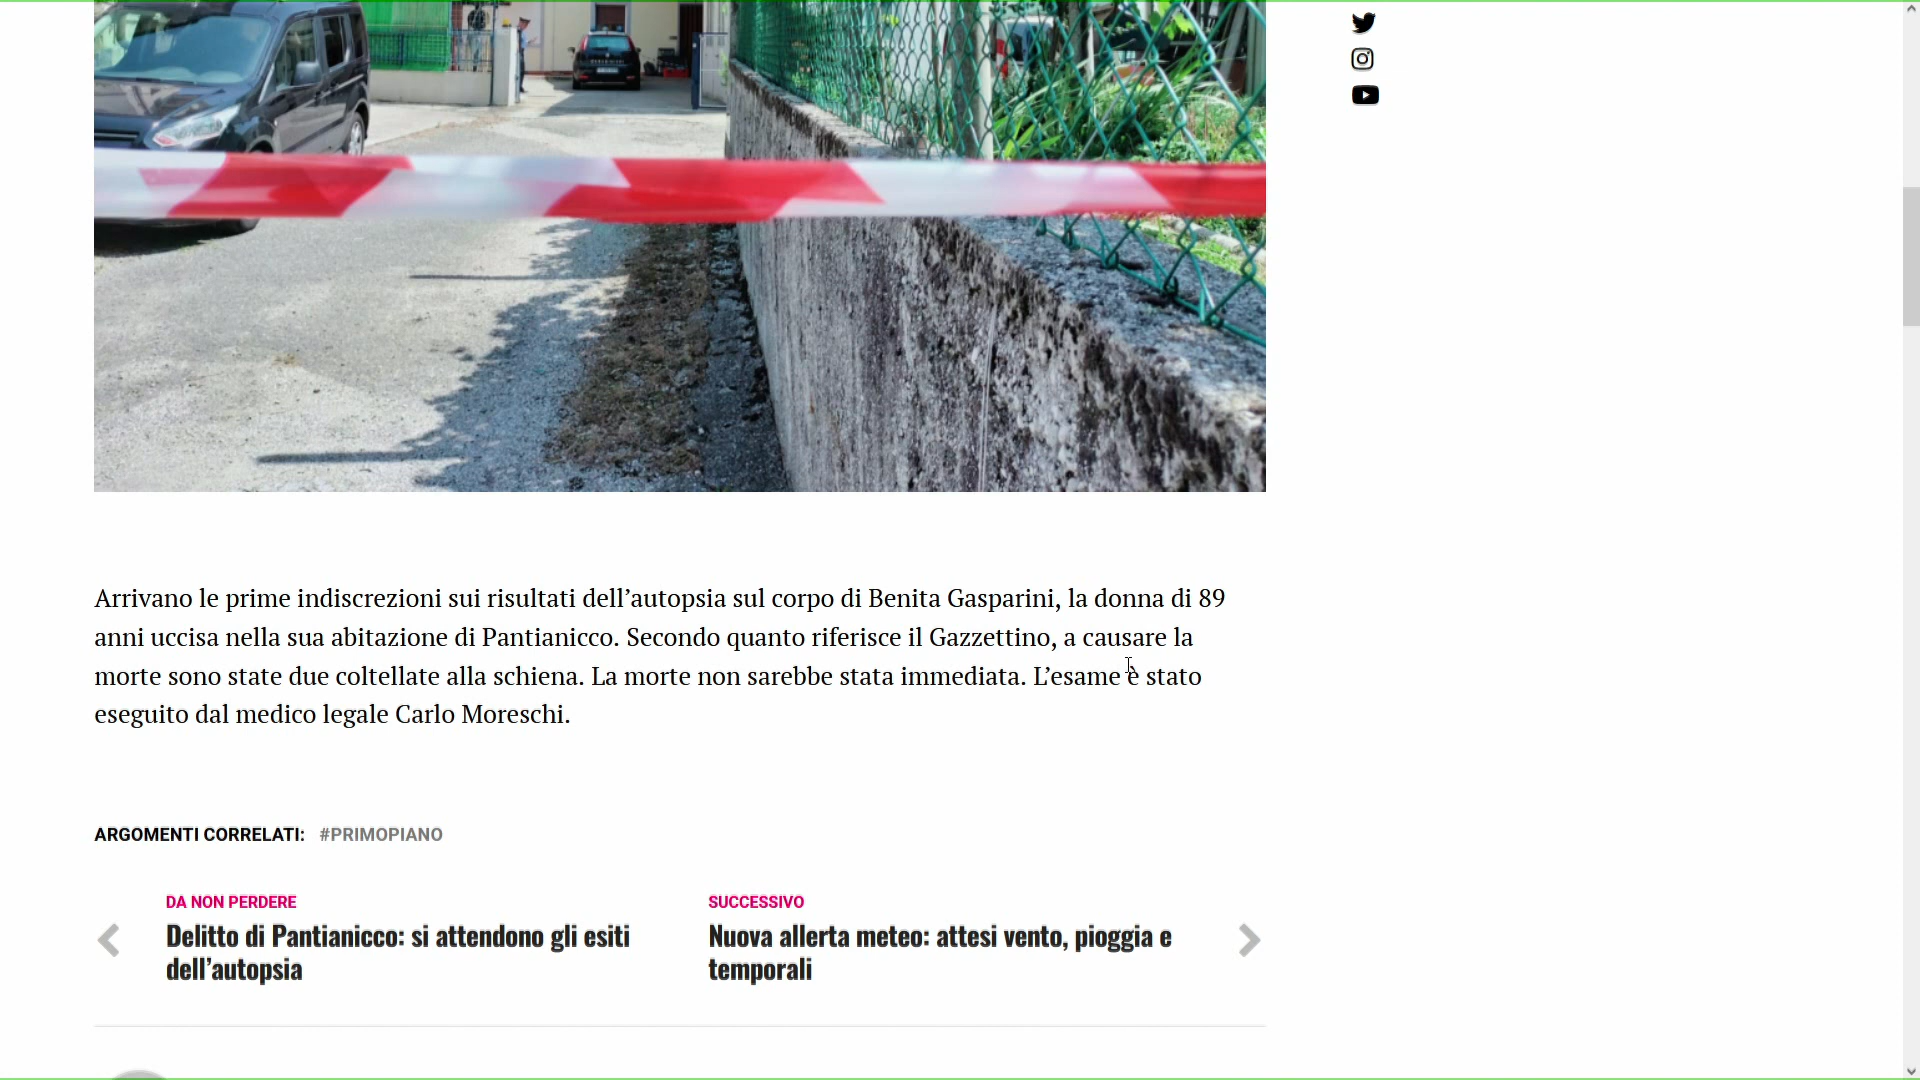 Arrivano le prime indiscrezioni sui risultati dell’autopsia sul corpo di Benita Gasparini, la donna di 89
anni uccisa nella sua abitazione di Pantianicco. Secondo quanto riferisce il Gazzettino, a causare la
morte sono state due coltellate alla schiena. La morte non sarebbe stata immediata. L’esame è stato
eseguito dal medico legale Carlo Moreschi.
ARGOMENTI CORRELATI: #PRIMOPIANO
DA NON PERDERE
Delitto di Pantianicco: si attendono gli esiti
dell’autopsia
SUCCESSIVO
Nuova allerta meteo: attesi vento, pioggia e
temporali